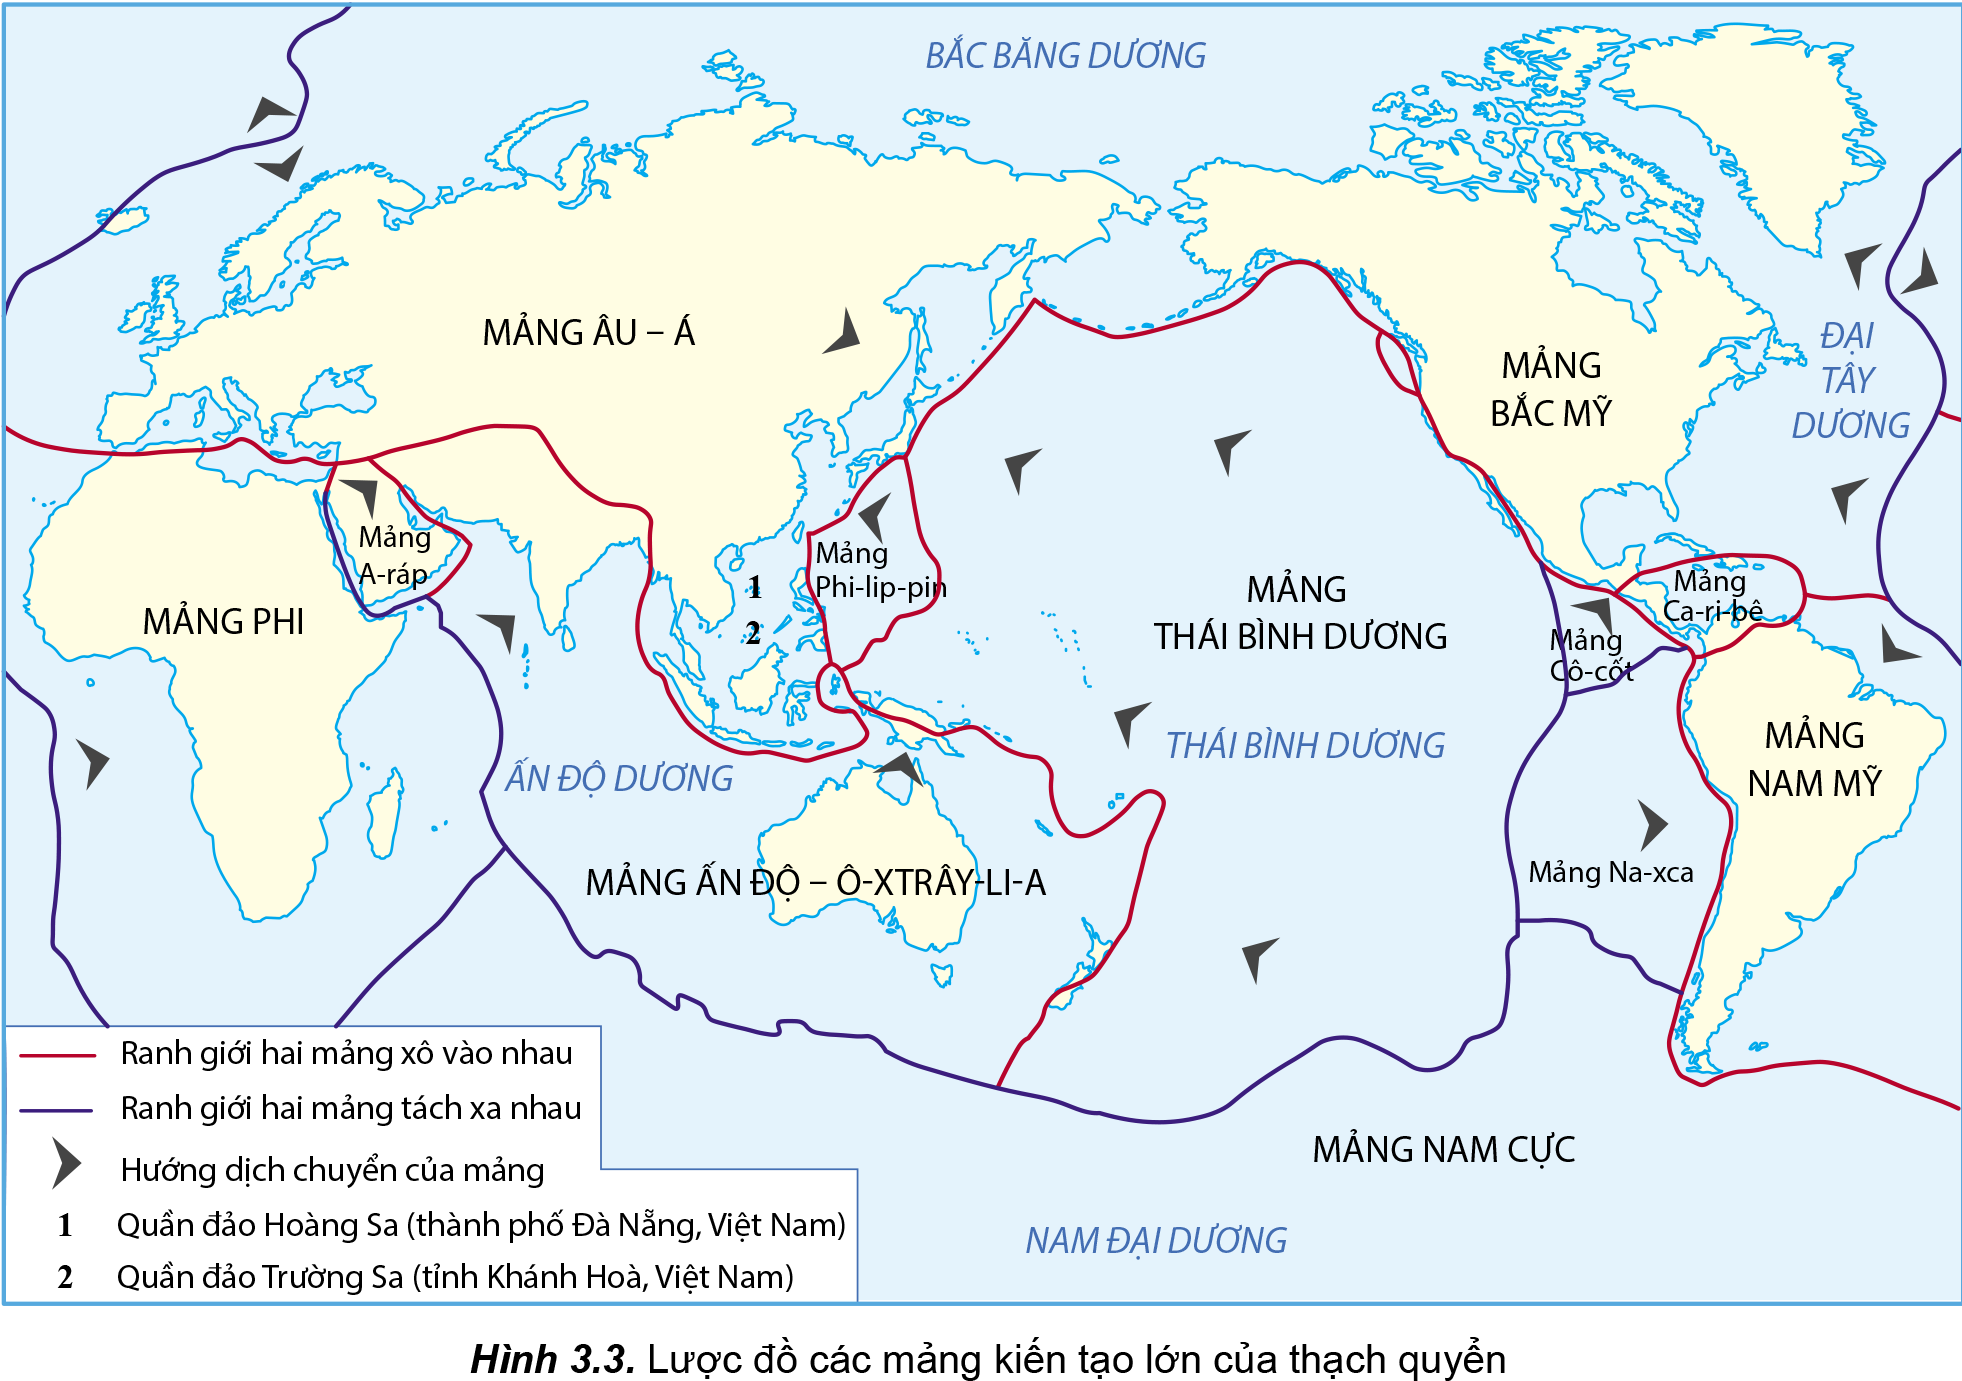 BẮC BĂNG DƯƠNG
MẢNG ÂU – Á
MẢNG
BẮC MỸ
ĐẠI
TÂY
DƯƠNG
Mảng
A-ráp
Mảng
Phi-lip-pin
1
2
MẢNG PHI
MẢNG
THÁI BÌNH DƯƠNG
Mảng
Ca-ri-bê
Mảng
Cô-cốt
THÁI BÌNH DƯƠNG
MẢNG
NAM MỸ
ẤN ĐỘ DƯƠNG
MẢNG ẤN ĐỘ – Ô-XTRÂY-LI-A
Mảng Na-xca
MẢNG NAM CỰC
NAM ĐẠI DƯƠNG
Ranh giới hai mảng xô vào nhau
Ranh giới hai mảng tách xa nhau
Hướng dịch chuyển của mảng
1 Quần đảo Hoàng Sa (thành phố Đà Nẵng, Việt Nam)
2 Quần đảo Trường Sa (tỉnh Khánh Hoà, Việt Nam)
Hình 3.3. Lược đồ các mảng kiến tạo lớn của thạch quyển